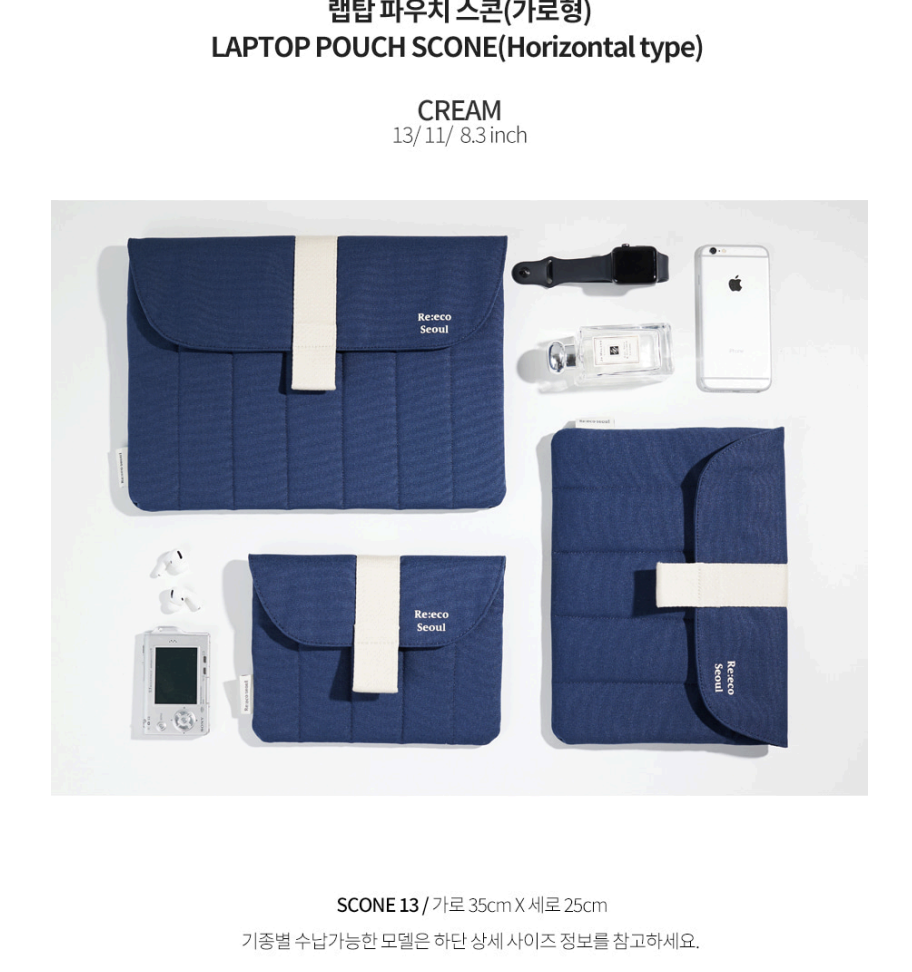 랩탑 파우치 스콘(가로형)
LAPTOP POUCH SCONE(Horizontal type)
CREAM
13/ 11/ 8.3 inch
Re:eco
Seoul
Re:eco
Seoul
Re:eco
Seoul
SCONE 13 / 가로 35cm X 세로 25cm
기종별 수납가능한 모델은 하단 상세 사이즈 정보를 참고하세요.